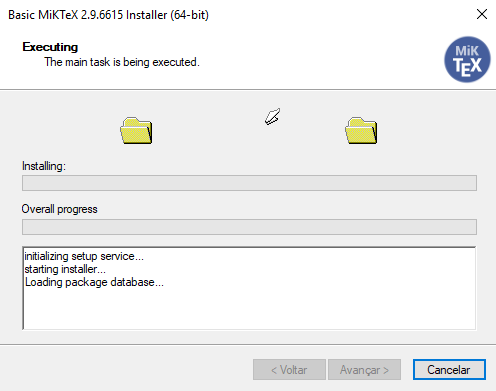 Basic MiKTeX 2.9.6615 Installer (64-bit)
Executing
The main task is being executed.
MiK
TEX
Installing:
Overall progress
initializing setup service...
starting installer...
Loading package database...
< Voltar
Avançar >
Cancelar